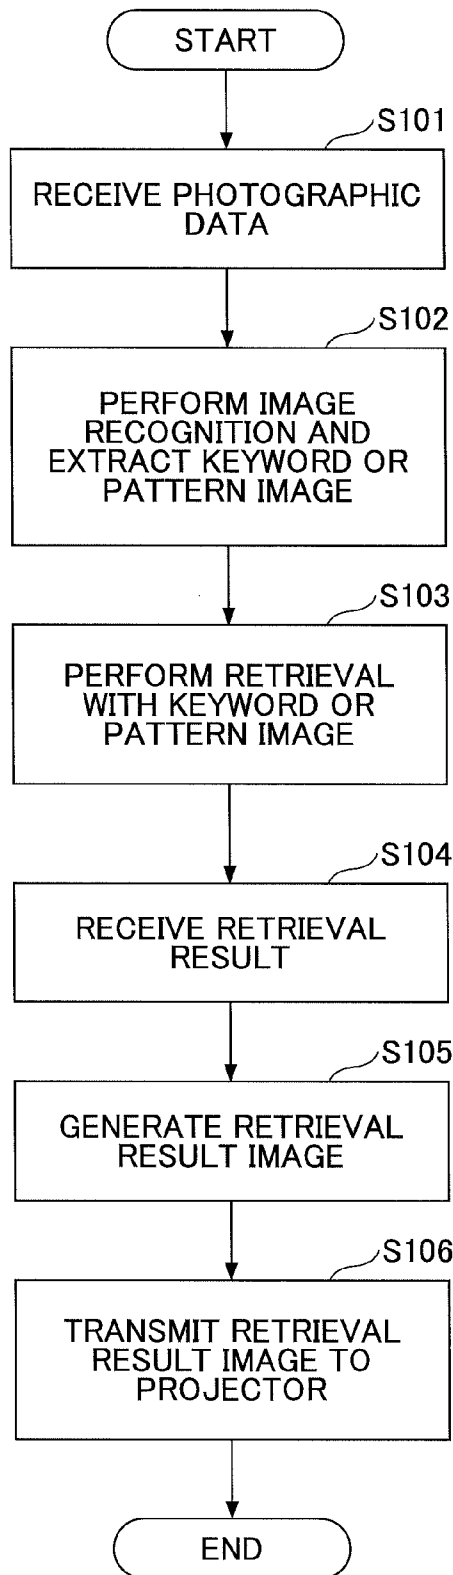 START
S101
RECEIVE PHOTOGRAPHIC
DATA
S102
PERFORM IMAGE
RECOGNITION AND
EXTRACT KEYWORD OR
PATTERN IMAGE
S103
PERFORM RETRIEVAL
WITH KEYWORD OR
PATTERN IMAGE
S104
RECEIVE RETRIEVAL
RESULT
S105
GENERATE RETRIEVAL
RESULT IMAGE
S106
TRANSMIT RETRIEVAL
RESULT IMAGE TO
PROJECTOR
END